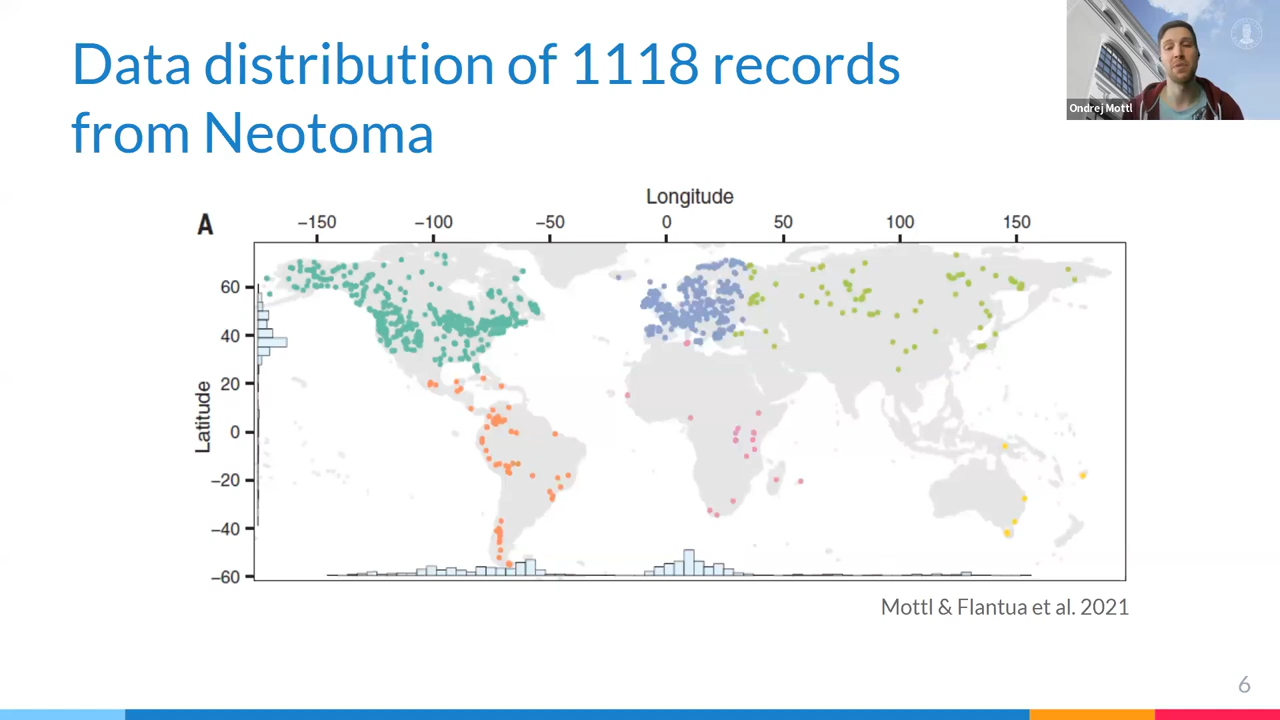 Data distribution of 1118 records
from Neotoma
Ondrej Mottl
Longitude
A
−150 −100 −50 0 50 100 150
Latitude
60
40
20
0
−20
−40
−60
Mottl & Flantua et al. 2021
6